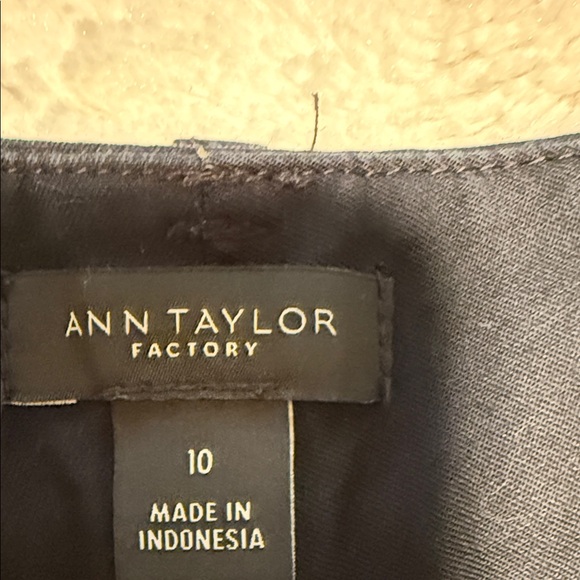 ANN TAYLOR
FACTORY
10
MADE IN
INDONESIA